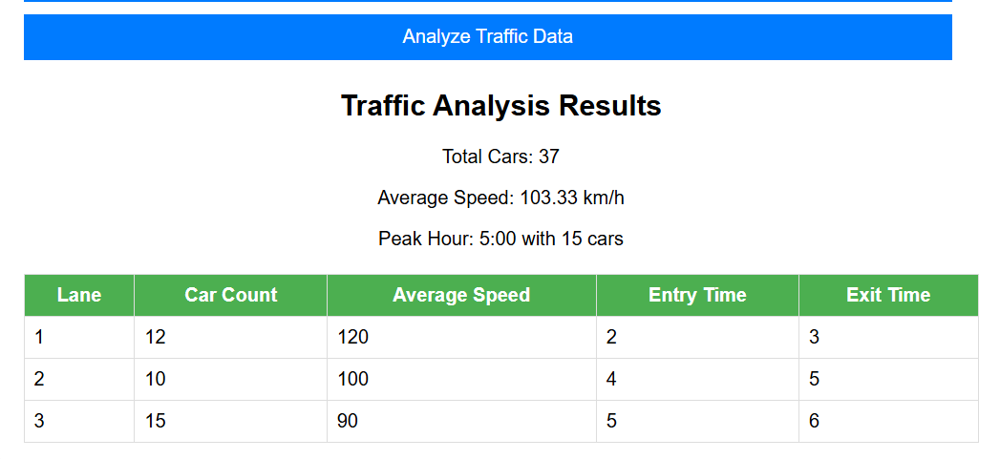 Analyze Traffic Data
Traffic Analysis Results
Total Cars: 37
Average Speed: 103.33 km/h
Peak Hour: 5:00 with 15 cars
Lane Car Count Average Speed Entry Time Exit Time
1 12 120 2 3
2 10 100 4 5
3 15 90 5 6